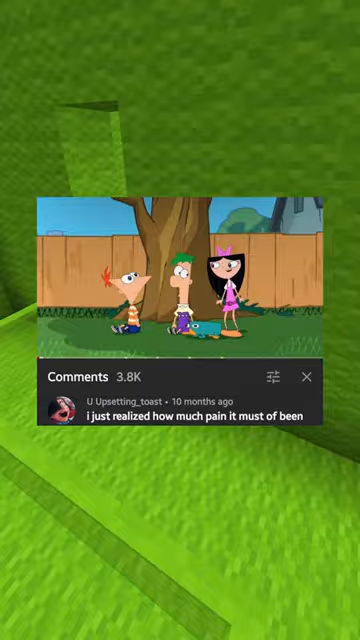 Comments 3.8K
U Upsetting_toast • 10 months ago
i just realized how much pain it must of been